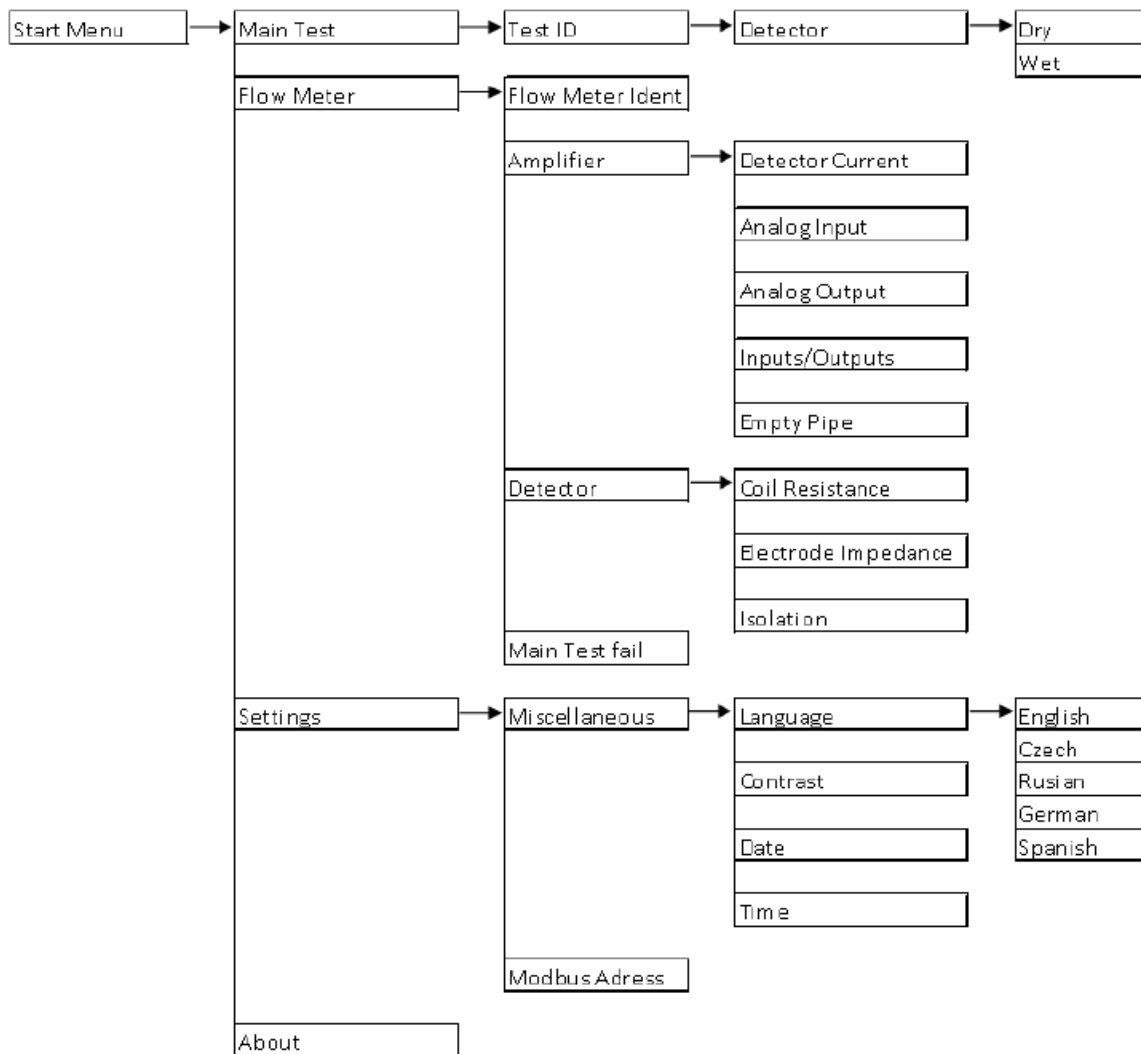 Start Menu
Main Test
Test ID
Detector
Dry
Wet
Flow Meter
Flow Meter Ident
Amplifier
Detector Current
Analog Input
Analog Output
Inputs/Outputs
Empty Pipe
Detector
Coil Resistance
Electrode Impedance
Isolation
Main Test fail
Settings
Miscellaneous
Language
English
Czech
Contrast
Rusian
German
Date
Spanish
Time
Modbus Adress
About